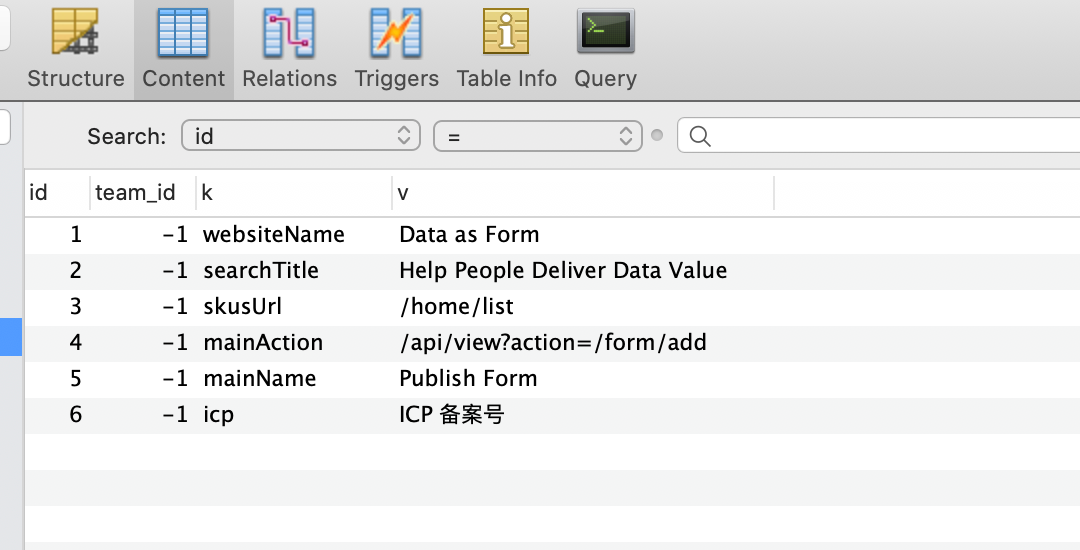 Structure Content Relations Triggers Table Info Query
Search: id =
id team_id k v
1 -1 websiteName Data as Form
2 -1 searchTitle Help People Deliver Data Value
3 -1 skusUrl /home/list
4 -1 mainAction /api/view?action=/form/add
5 -1 mainName Publish Form
6 -1 icp ICP 备案号